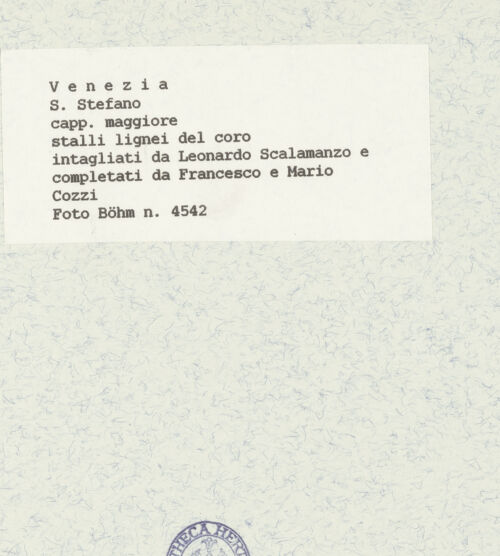 V e n e z i a
S. Stefano
capp. maggiore
stalli lignei del coro
intagliati da Leonardo Scalamanzo e
completati da Francesco e Mario
Cozzi
Foto Böhm n. 4542